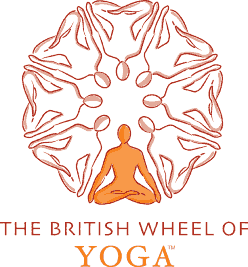 THE BRITISH WHEEL OF
YOGA™